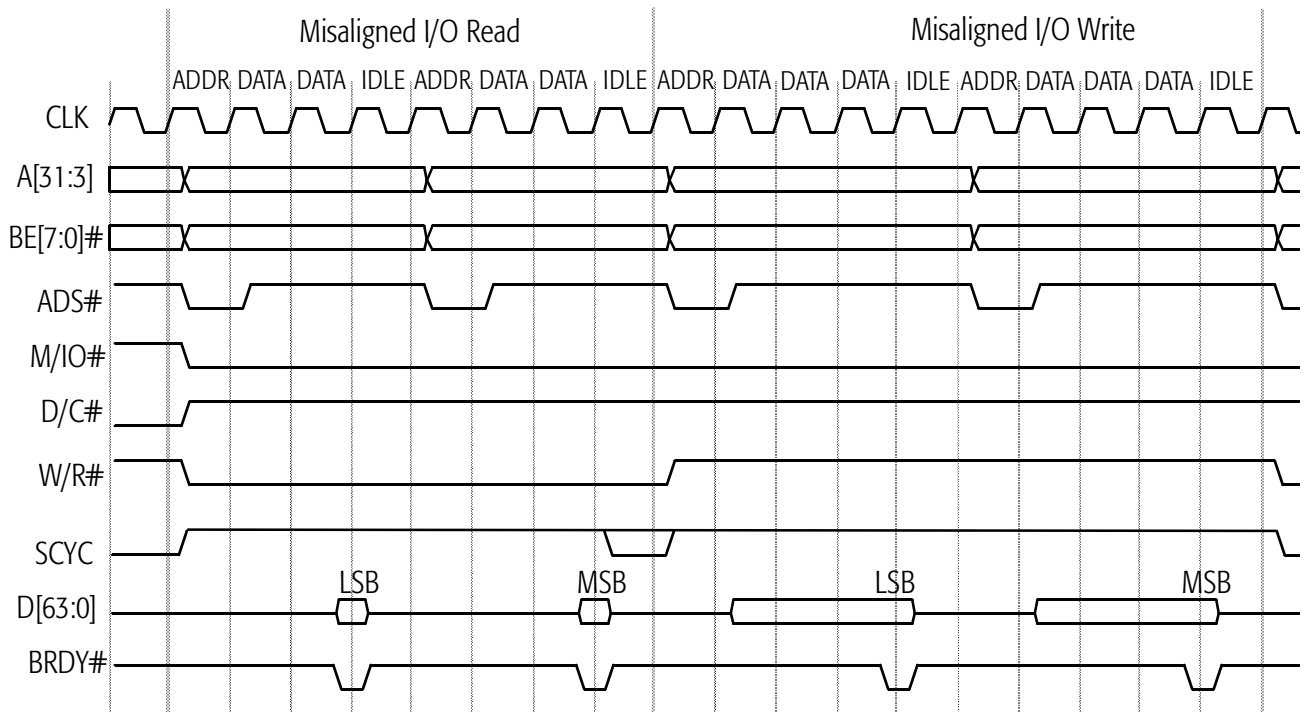 Misaligned I/O Read Misaligned I/O Write
ADDR DATA DATA IDLE ADDR DATA DATA IDLE ADDR DATA DATA DATA IDLE ADDR DATA DATA DATA IDLE
CLK
A[31:3]
BE[7:0]#
ADS#
M/IO#
D/C#
W/R#
SCYC
LSB MSB LSB MSB
D[63:0]
BRDY#